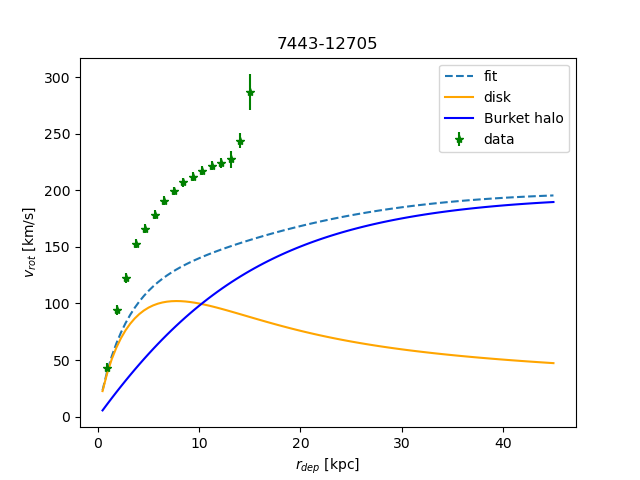 7443-12705
300
250
200
150
100
50
0
v_rot [km/s]
fit
disk
Burket halo
data
0 10 20 30 40
r_dep [kpc]